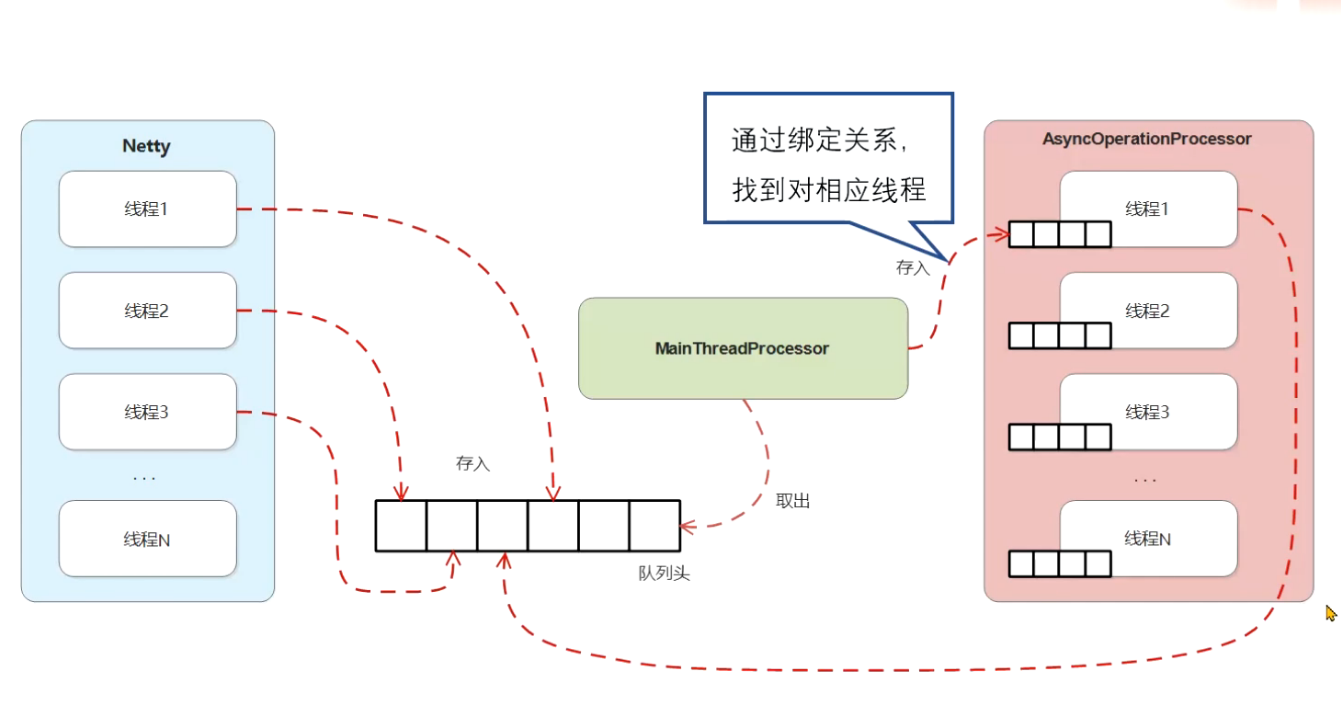 Netty
线程1
线程2
线程3
...
线程N
存入
队列头
取出
MainThreadProcessor
通过绑定关系，
找到对相应线程
存入
AsyncOperationProcessor
线程1
线程2
线程3
...
线程N